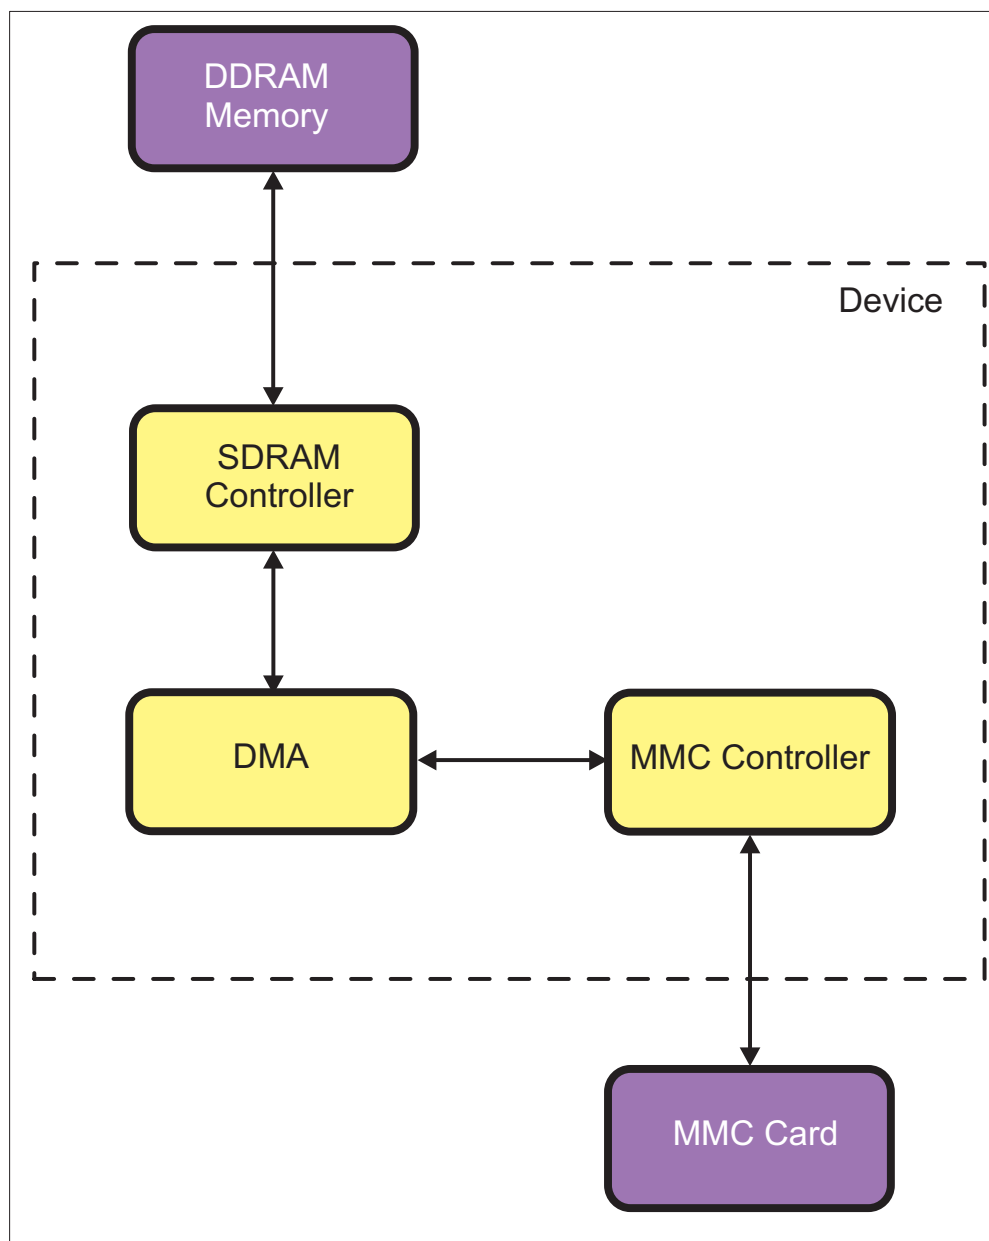 DDRAM
Memory
Device
SDRAM
Controller
DMA
MMC Controller
MMC Card